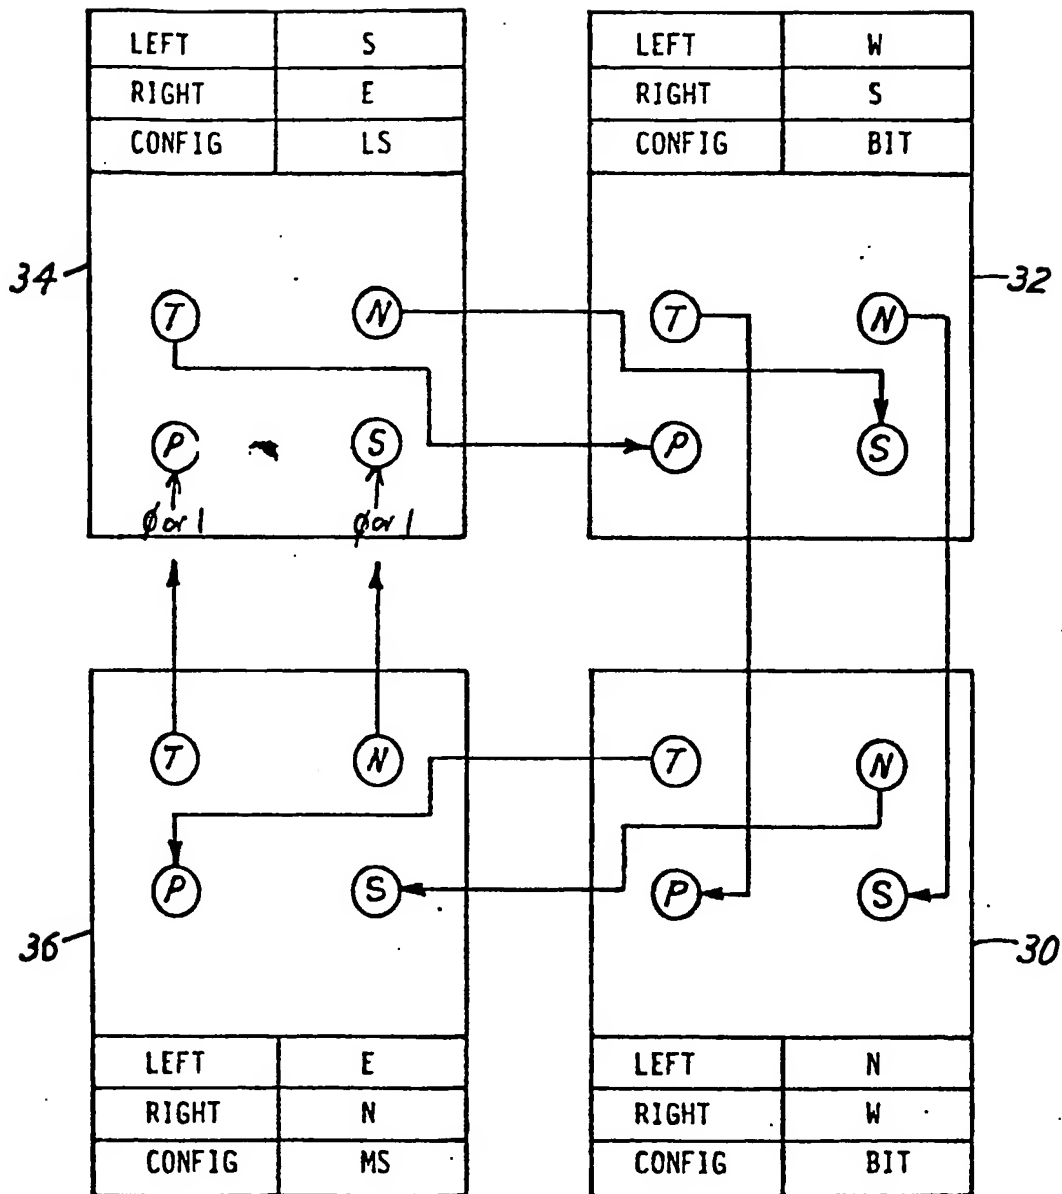 LEFT S
RIGHT E
CONFIG LS
LEFT W
RIGHT S
CONFIG BIT
34
32
T N
T N
P S
P S
φ or 1 φ or 1
T N
T N
P S
P S
36
30
LEFT E
RIGHT N
CONFIG MS
LEFT N
RIGHT W
CONFIG BIT